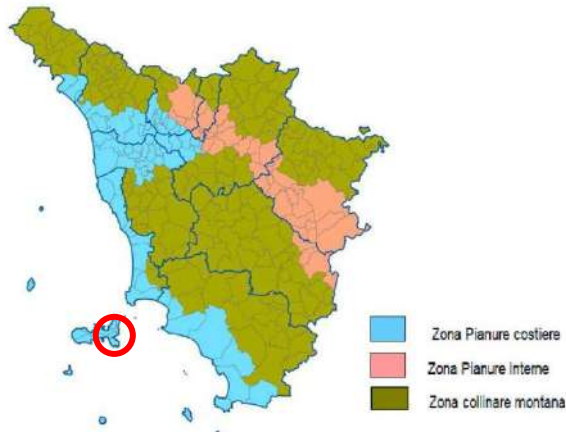 Zona Pianure costiere
Zona Pianure interne
Zona collinare montana